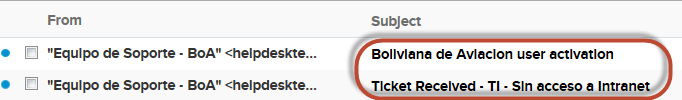 From Subject
"Equipo de Soporte - BoA" <helpdeskte... Boliviana de Aviacion user activation
"Equipo de Soporte - BoA" <helpdeskte... Ticket Received - TI - Sin acceso a Intranet